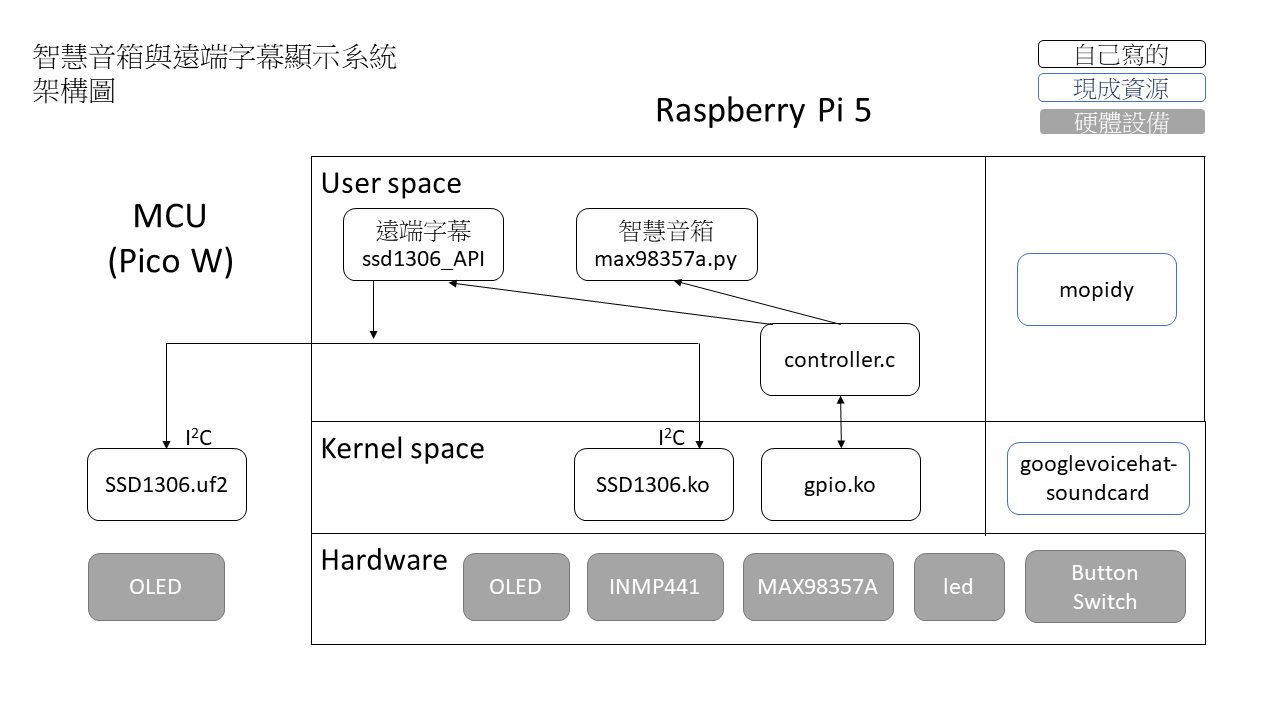 智慧音箱與遠端字幕顯示系統
架構圖
自己寫的
現成資源
硬體設備
Raspberry Pi 5
MCU
(Pico W)
User space
遠端字幕
ssd1306_API
智慧音箱
max98357a.py
mopidy
controller.c
I²C
I²C
Kernel space
SSD1306.uf2
SSD1306.ko
gpio.ko
googlevoicehat-
soundcard
Hardware
OLED
OLED
INMP441
MAX98357A
led
Button
Switch